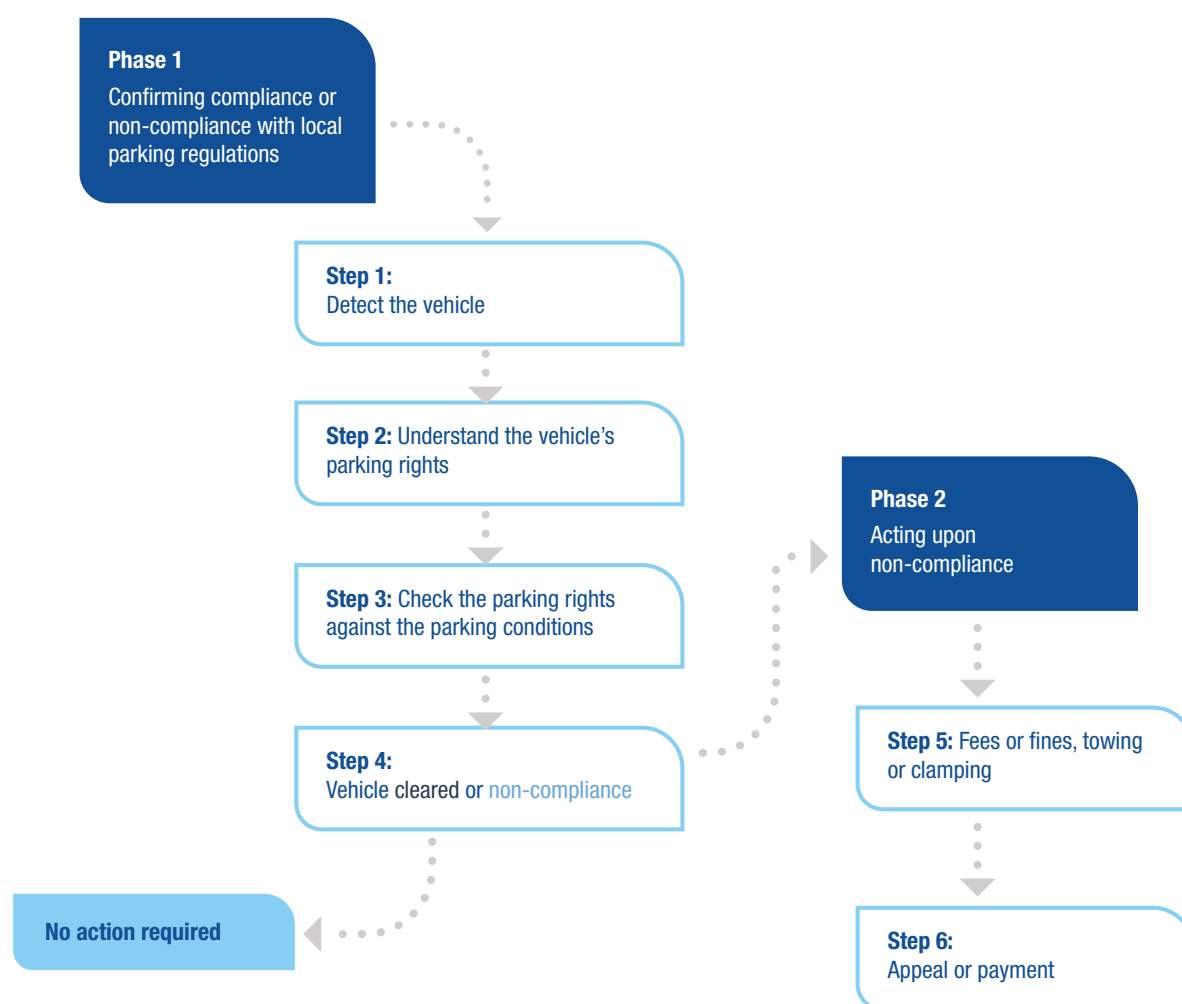 Phase 1
Confirming compliance or
non-compliance with local
parking regulations
Step 1:
Detect the vehicle
Step 2: Understand the vehicle’s
parking rights
Step 3: Check the parking rights
against the parking conditions
Step 4:
Vehicle cleared or non-compliance
No action required
Phase 2
Acting upon
non-compliance
Step 5: Fees or fines, towing
or clamping
Step 6:
Appeal or payment